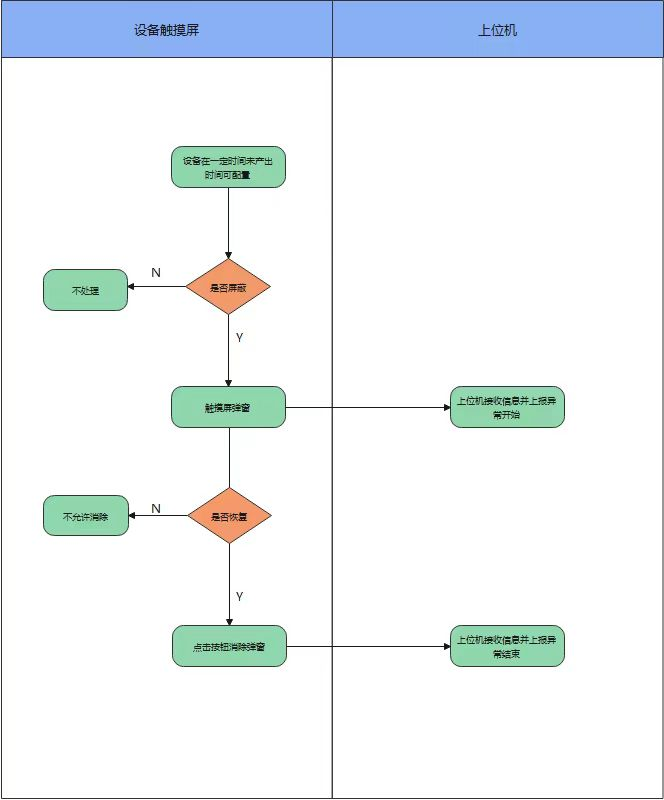 设备触摸屏
上位机
设备在一定时间未产出
时间可配置
是否屏蔽
N
不处理
Y
触摸屏弹窗
上位机接收信息并上报异
常开始
是否恢复
N
不允许消除
Y
点击按钮消除弹窗
上位机接收信息并上报异
常结束